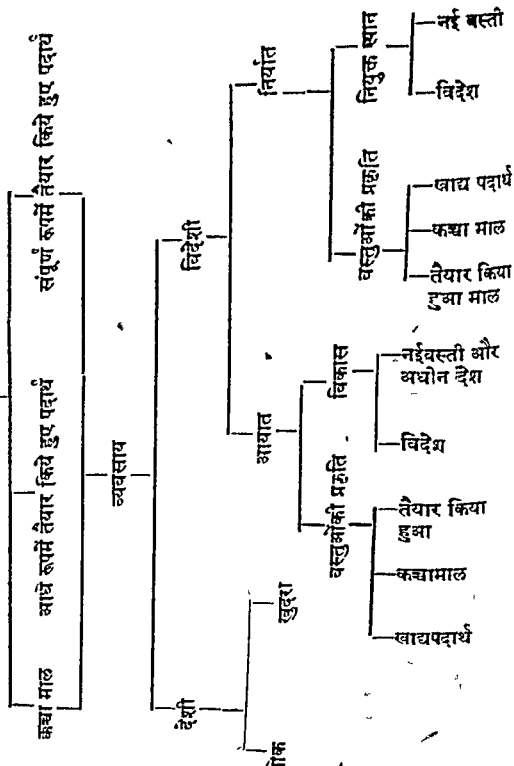 कच्चा माल
आधे रूपमें तैयार किये हुए पदार्थ
संपूर्ण रूपमें तैयार किये हुए पदार्थ
व्यवसाय
देशी
विदेशी
खुदरा
आयात
निर्यात
वस्तुओंकी प्रकृति
विकास
वस्तुओंकी प्रकृति
नियुक्त स्थान
खाद्यपदार्थ
कच्चामाल
तैयार किया
हुआ
विदेश
नईवस्ती और
अधीन देश
तैयार किया
हुआ माल
कच्चा माल
खाद्य पदार्थ
विदेश
नई बस्ती